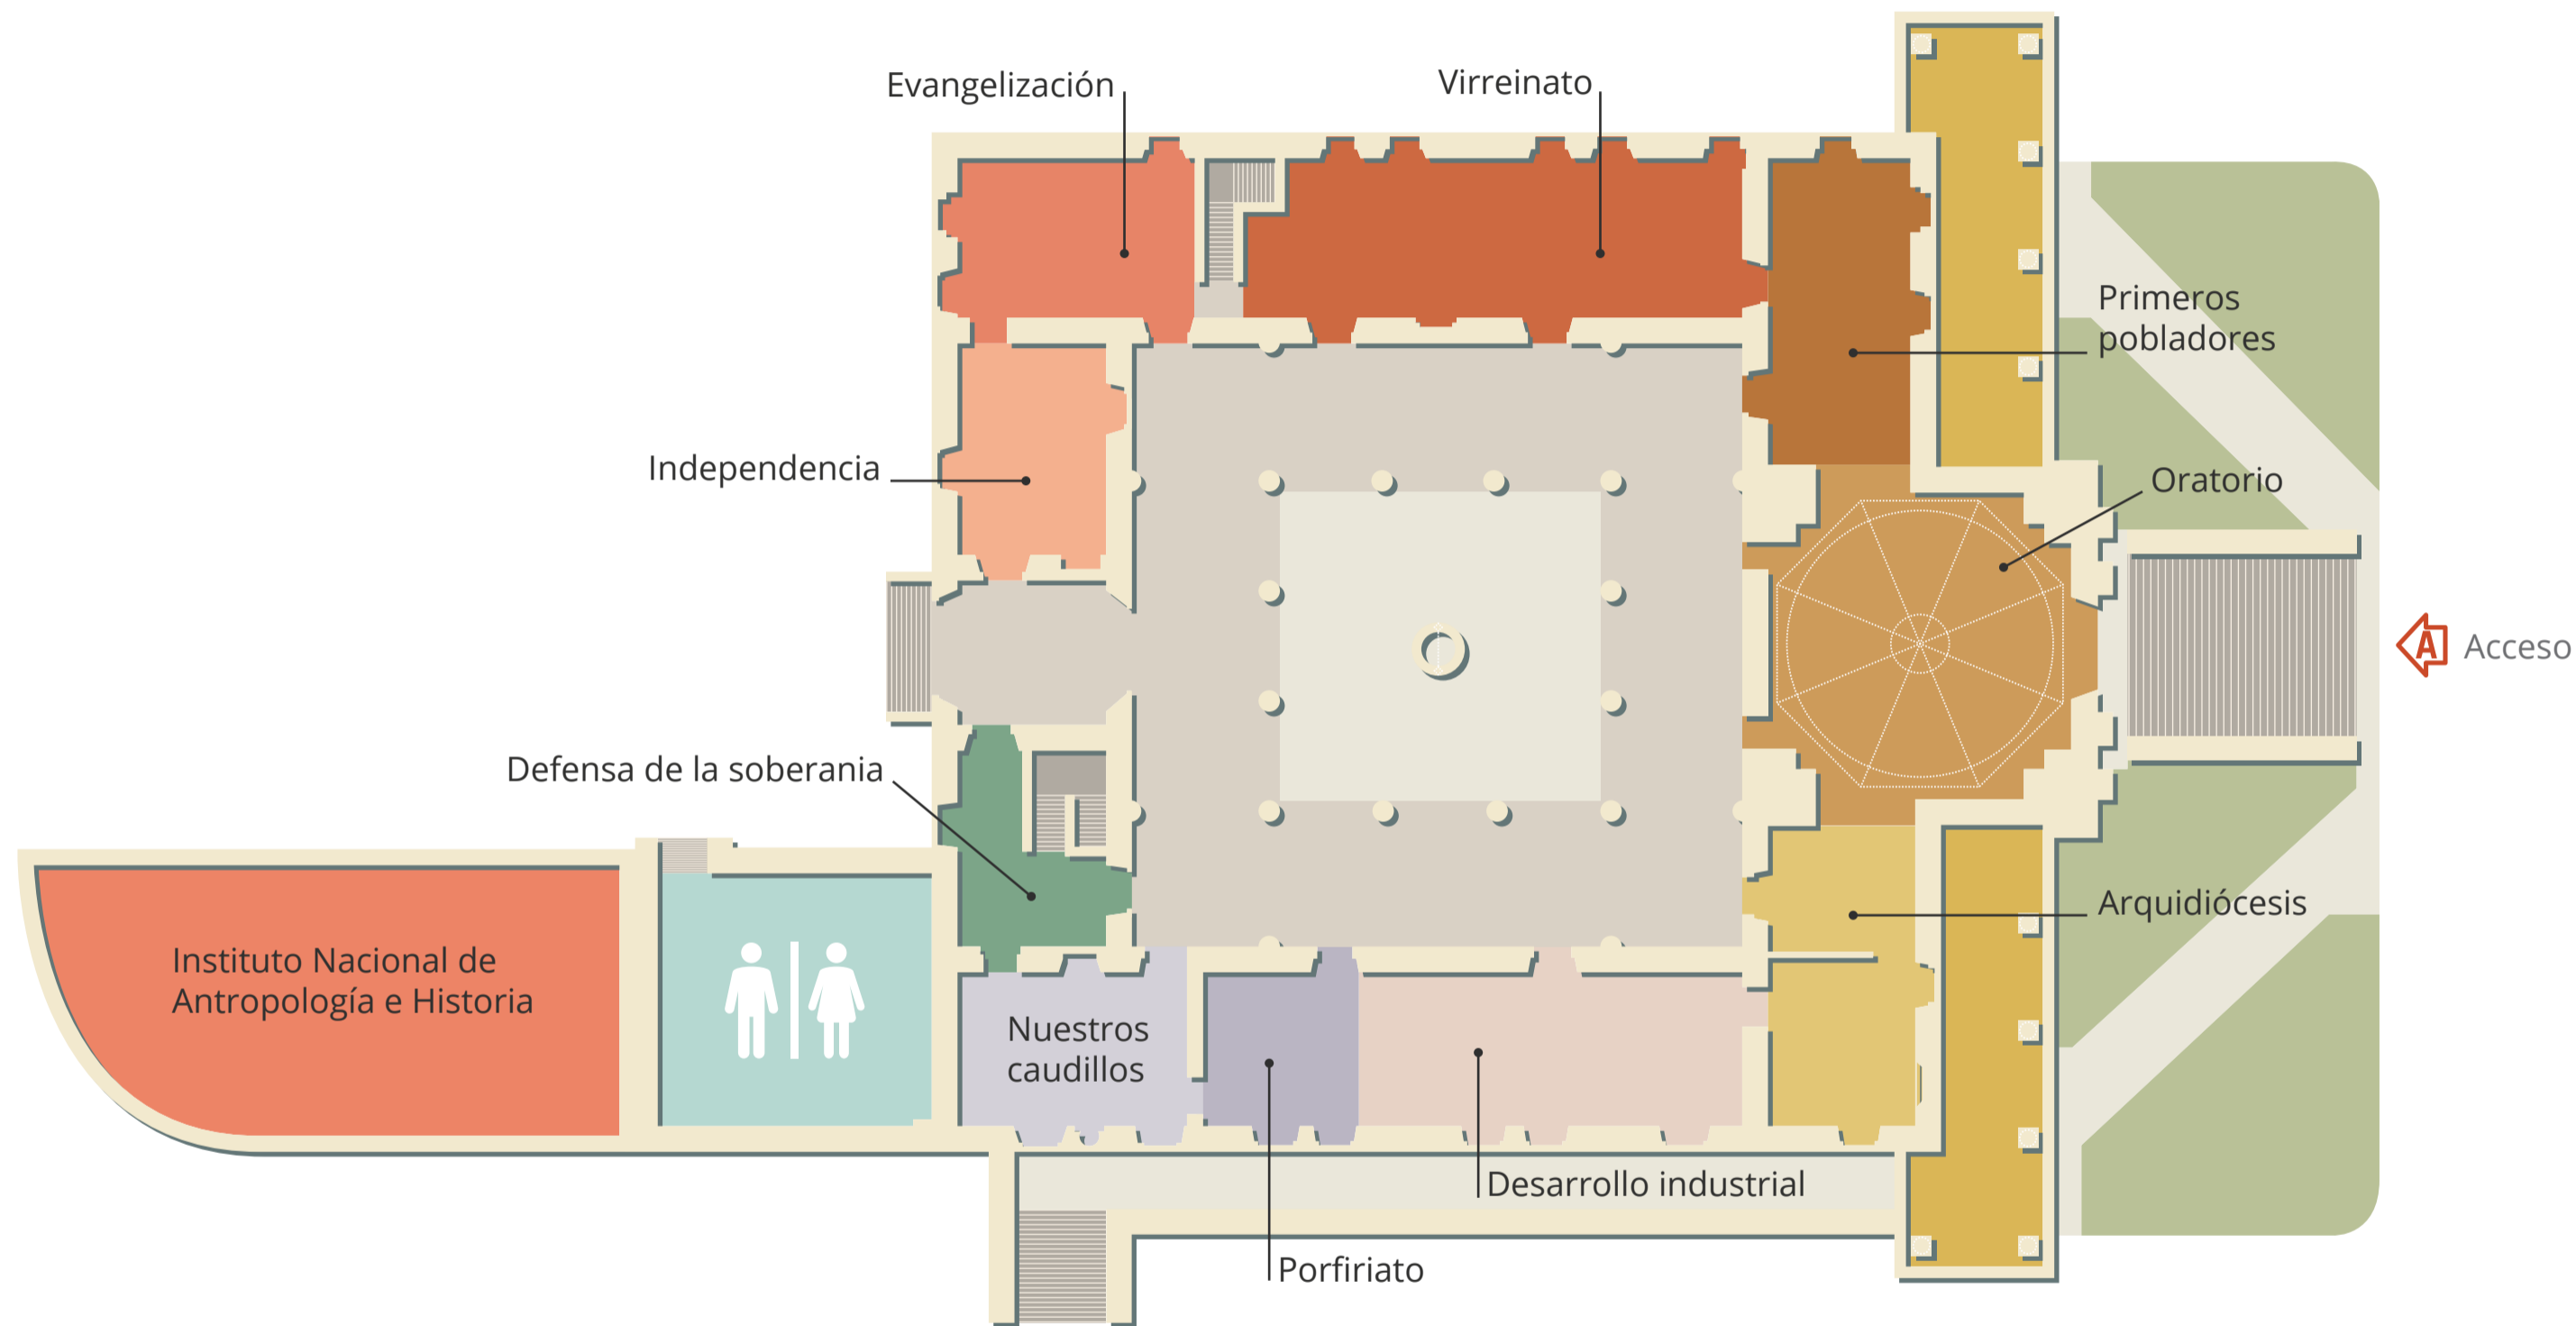 Evangelización
Virreinato
Primeros
pobladores
Independencia
Oratorio
A Acceso
Defensa de la soberania
Arquidiócesis
Instituto Nacional de
Antropología e Historia
Nuestros
caudillos
Desarrollo industrial
Porfiriato